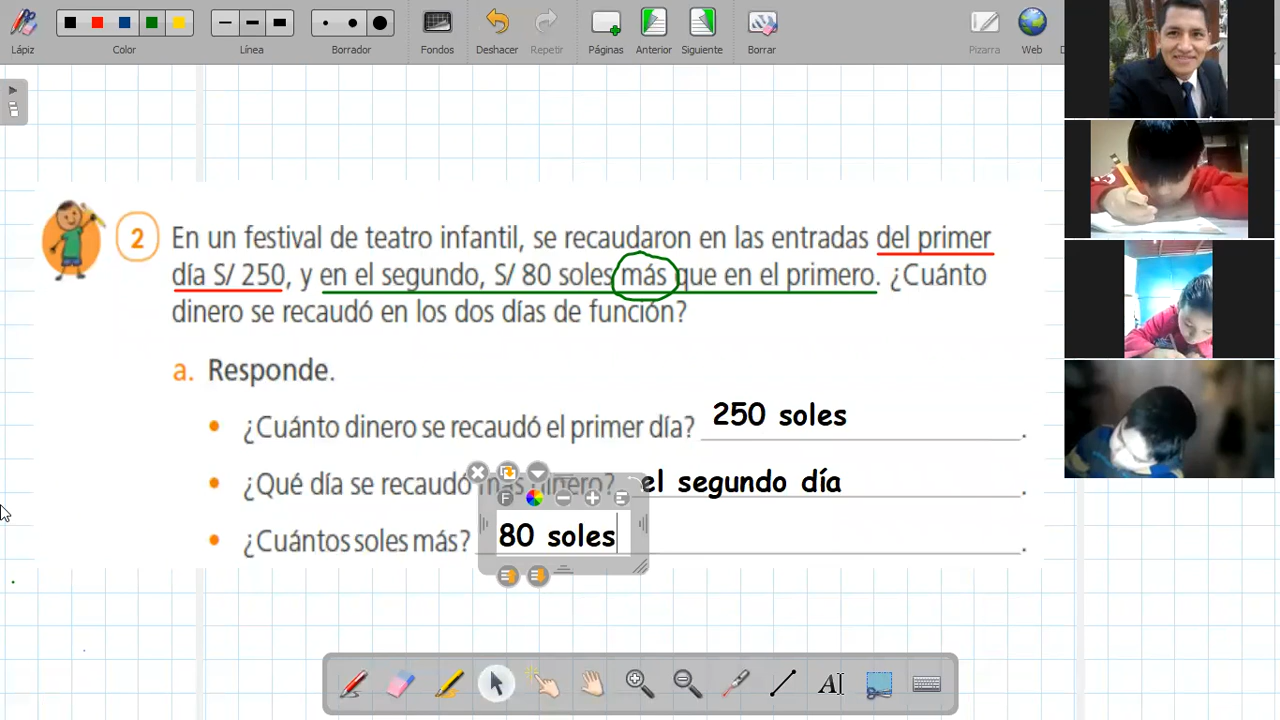 Lápiz
Color
Línea
Borrador
Fondos
Deshacer
Repetir
Páginas
Anterior
Siguiente
Borrar
Pizarra
Web
2
En un festival de teatro infantil, se recaudaron en las entradas del primer
día S/ 250, y en el segundo, S/ 80 soles más que en el primero. ¿Cuánto
dinero se recaudó en los dos días de función?
a. Responde.
• ¿Cuánto dinero se recaudó el primer día? 250 soles.
• ¿Qué día se recaudó más dinero? el segundo día.
F
• ¿Cuántos soles más? 80 soles.
AI